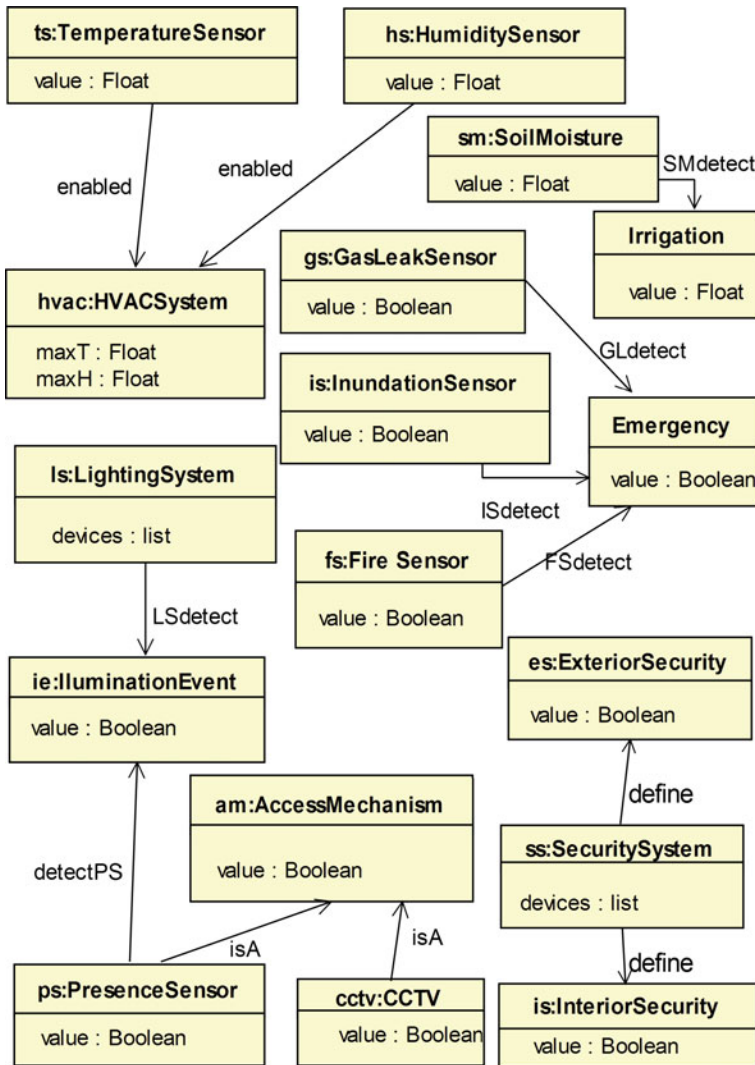 ts:TemperatureSensor
value : Float
hs:HumiditySensor
value : Float
enabled
enabled
sm:SoilMoisture
value : Float
SMdetect
Irrigation
value : Float
gs:GasLeakSensor
value : Boolean
GLdetect
hvac:HVACSystem
maxT : Float
maxH : Float
is:InundationSensor
value : Boolean
Emergency
value : Boolean
ISdetect
ls:LightingSystem
devices : list
LSdetect
fs:Fire Sensor
value : Boolean
FSdetect
ie:IluminationEvent
value : Boolean
es:ExteriorSecurity
value : Boolean
define
am:AccessMechanism
value : Boolean
detectPS
isA
isA
ss:SecuritySystem
devices : list
define
ps:PresenceSensor
value : Boolean
cctv:CCTV
value : Boolean
is:InteriorSecurity
value : Boolean